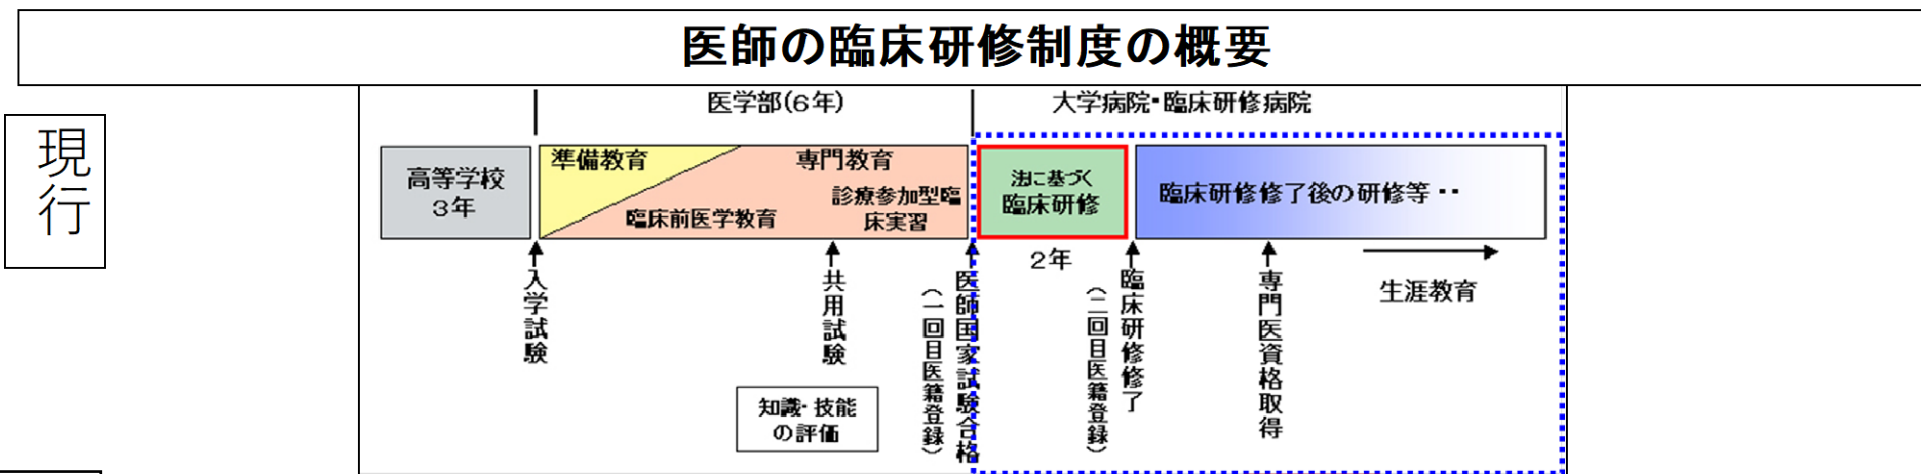 医師の臨床研修制度の概要
現行
医学部(6年)
大学病院・臨床研修病院
高等学校
3年
準備教育
専門教育
臨床前医学教育
診療参加型臨
床実習
法に基づく
臨床研修
臨床研修修了後の研修等・・
2年
生涯教育
入学試験
共用試験
医師国家試験合格
(一回目医籍登録)
臨床研修修了
(二回目医籍登録)
専門医資格取得
知識・技能
の評価